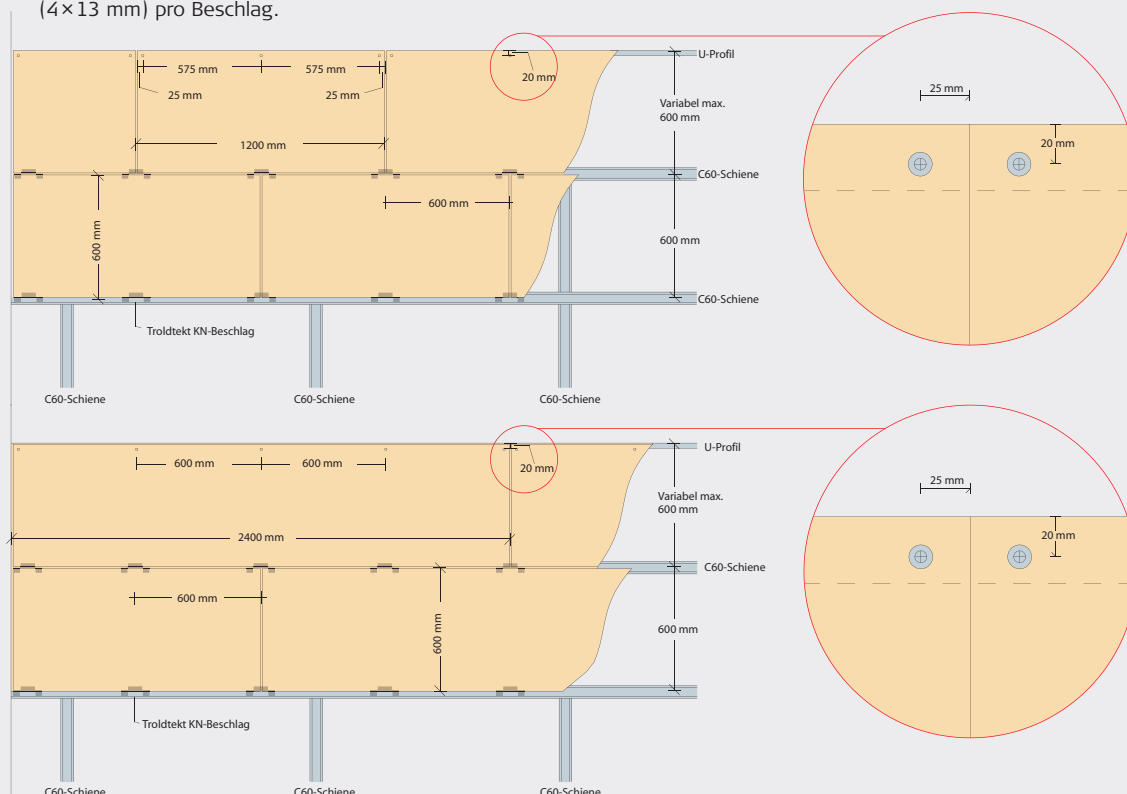 (4×13 mm) pro Beschlag.
U-Profil
575 mm
575 mm
20 mm
25 mm
25 mm
25 mm
Variabel max.
600 mm
1200 mm
20 mm
C60-Schiene
600 mm
600 mm
600 mm
C60-Schiene
Troldtekt KN-Beschlag
C60-Schiene
C60-Schiene
C60-Schiene
U-Profil
600 mm
600 mm
20 mm
25 mm
Variabel max.
600 mm
2400 mm
20 mm
C60-Schiene
600 mm
600 mm
600 mm
Troldtekt KN-Beschlag
C60-Schiene
C60-Schiene
C60-Schiene